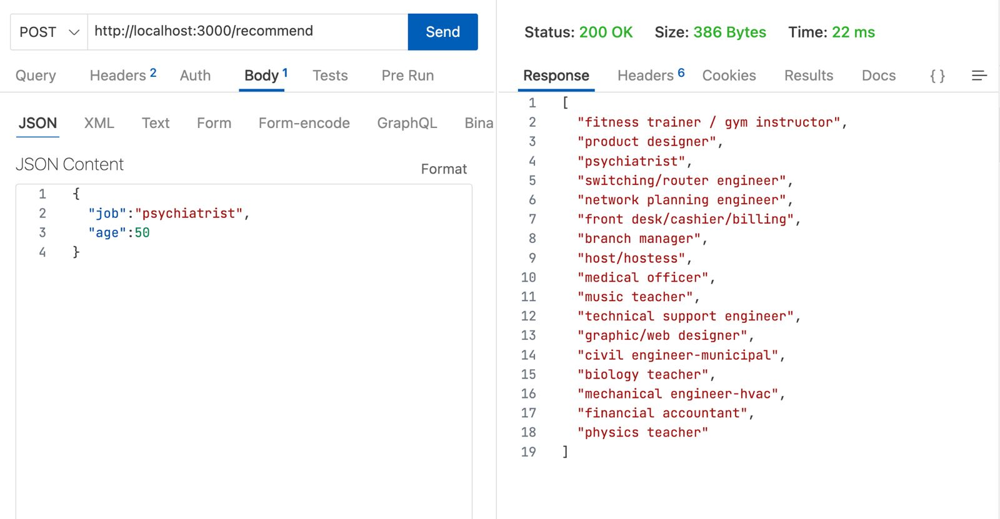 POST http://localhost:3000/recommend Send
Query Headers 2 Auth Body 1 Tests Pre Run
JSON XML Text Form Form-encode GraphQL Bina
JSON Content
Format
1 {
2 "job":"psychiatrist",
3 "age":50
4 }
Status: 200 OK Size: 386 Bytes Time: 22 ms
Response Headers 6 Cookies Results Docs { }
1 [
2 "fitness trainer / gym instructor",
3 "product designer",
4 "psychiatrist",
5 "switching/router engineer",
6 "network planning engineer",
7 "front desk/cashier/billing",
8 "branch manager",
9 "host/hostess",
10 "medical officer",
11 "music teacher",
12 "technical support engineer",
13 "graphic/web designer",
14 "civil engineer-municipal",
15 "biology teacher",
16 "mechanical engineer-hvac",
17 "financial accountant",
18 "physics teacher"
19 ]